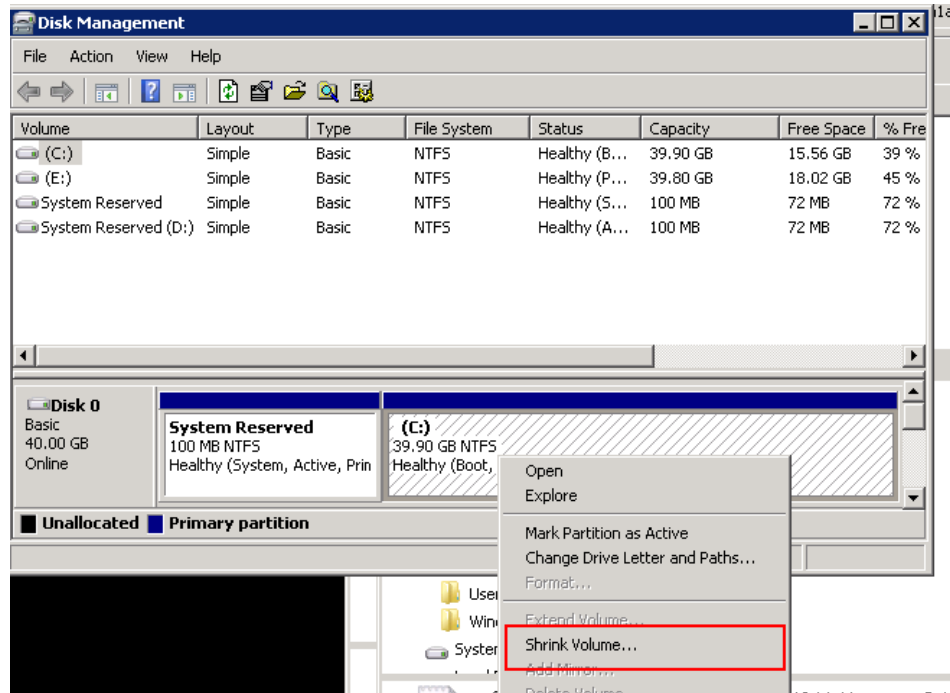 Disk Management
File Action View Help
Volume Layout Type File System Status Capacity Free Space % Fre
(C:) Simple Basic NTFS Healthy (B... 39.90 GB 15.56 GB 39 %
(E:) Simple Basic NTFS Healthy (P... 39.80 GB 18.02 GB 45 %
System Reserved Simple Basic NTFS Healthy (S... 100 MB 72 MB 72 %
System Reserved (D:) Simple Basic NTFS Healthy (A... 100 MB 72 MB 72 %
Disk 0
Basic
40.00 GB
Online
System Reserved
100 MB NTFS
Healthy (System, Active, Prin
(C:)
39.90 GB NTFS
Healthy (Boot,
Open
Explore
Mark Partition as Active
Change Drive Letter and Paths...
Format...
Extend Volume...
Shrink Volume...
Add Mirror...
Delete Volume
Unallocated Primary partition
User
Wind
System